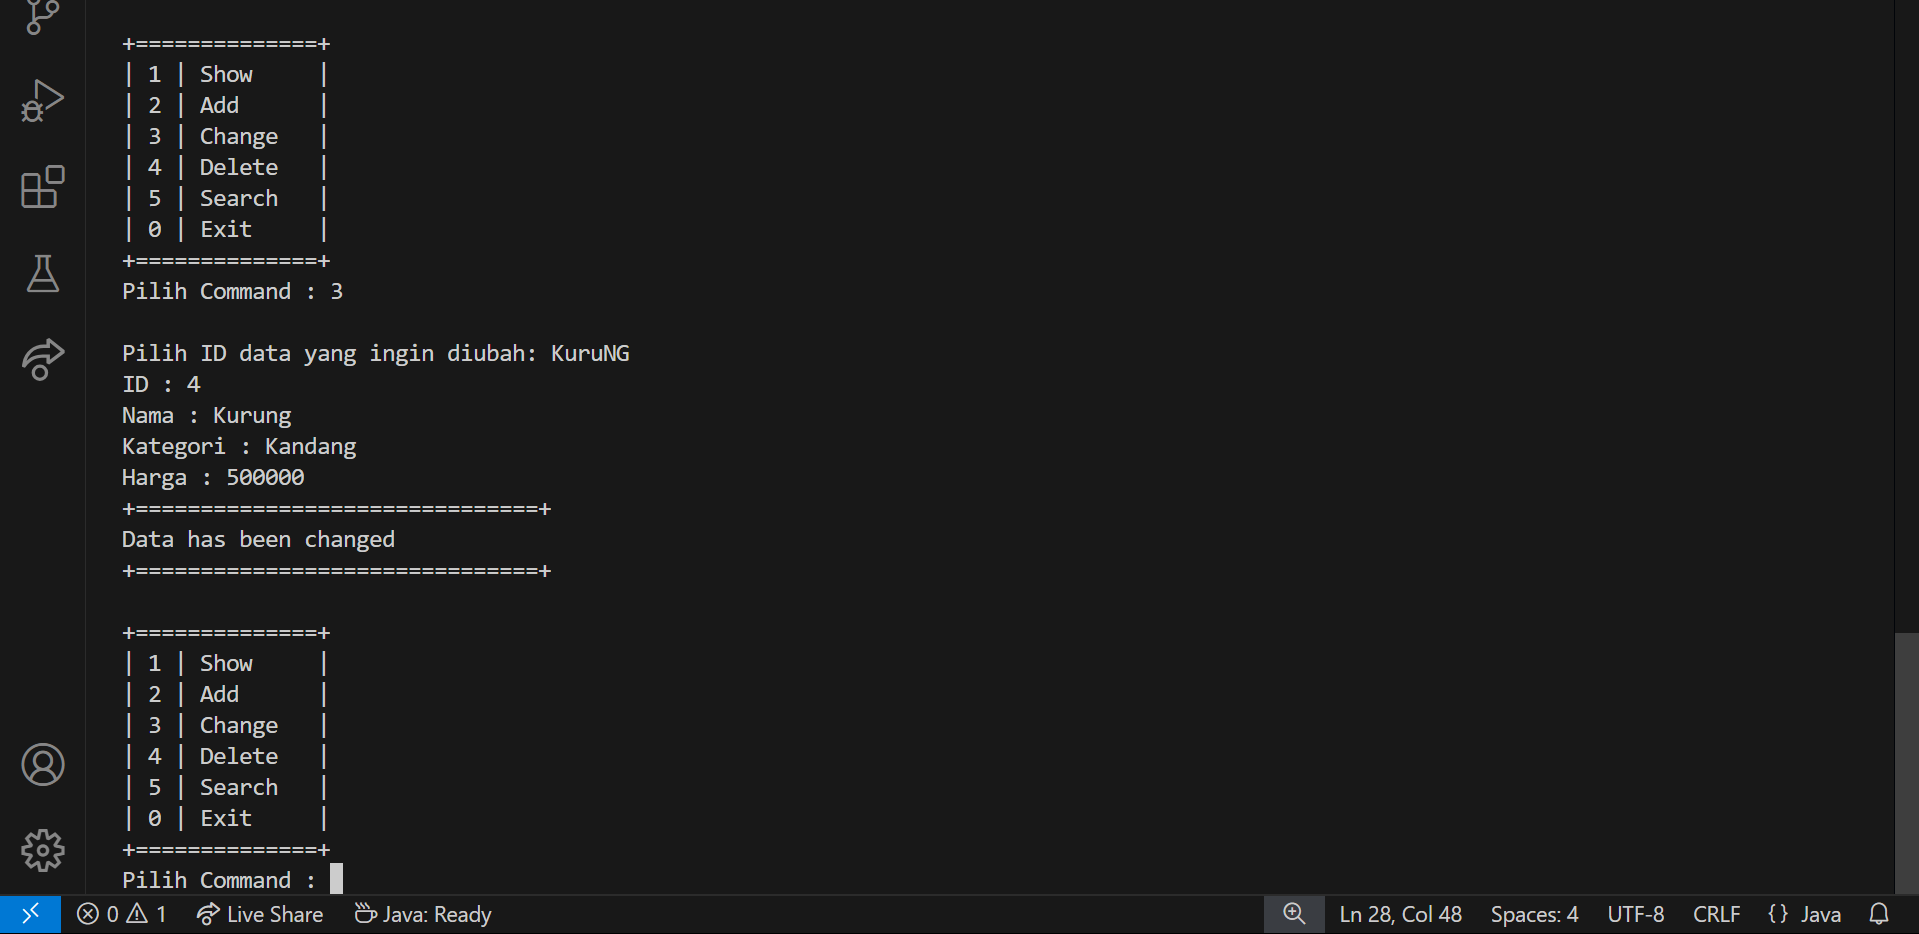 +==============+
| 1 | Show     |
| 2 | Add      |
| 3 | Change   |
| 4 | Delete   |
| 5 | Search   |
| 0 | Exit     |
+==============+
Pilih Command : 3
Pilih ID data yang ingin diubah: KuruNG
ID : 4
Nama : Kurung
Kategori : Kandang
Harga : 500000
+===============================+
Data has been changed
+===============================+
+==============+
| 1 | Show     |
| 2 | Add      |
| 3 | Change   |
| 4 | Delete   |
| 5 | Search   |
| 0 | Exit     |
+==============+
Pilih Command :
0 1 Live Share Java: Ready Ln 28, Col 48 Spaces: 4 UTF-8 CRLF {} Java